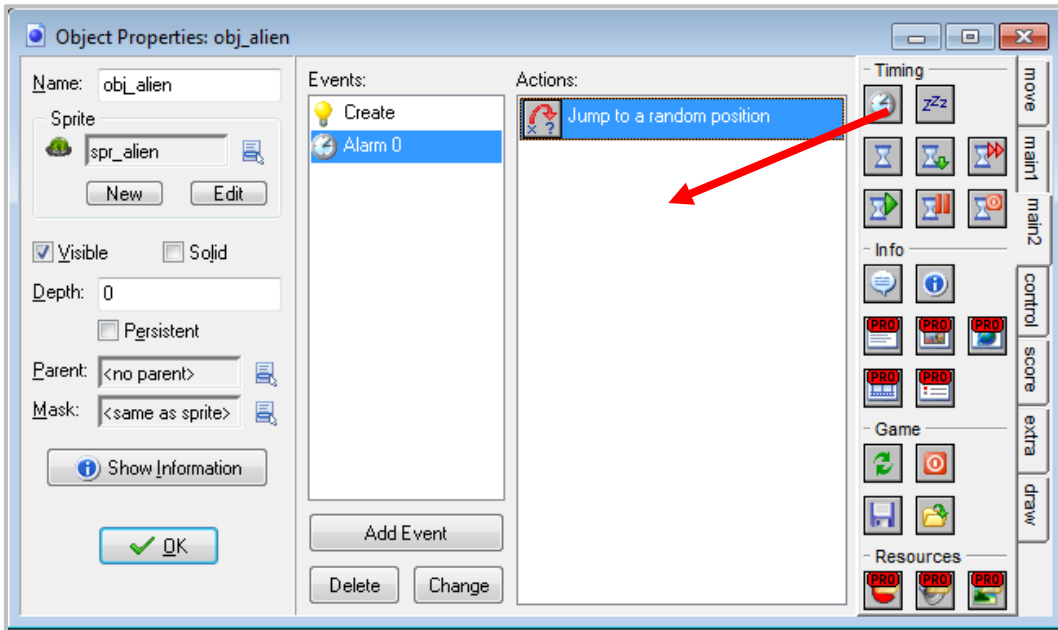 Object Properties: obj_alien
Name: obj_alien
Sprite
spr_alien
New Edit
Visible Solid
Depth: 0
Persistent
Parent: <no parent>
Mask: <same as sprite>
Show Information
OK
Events:
Create
Alarm 0
Add Event
Delete Change
Actions:
Jump to a random position
Timing
zZz
Info
PRO PRO PRO
PRO PRO
Game
Resources
PRO PRO PRO
move
main1
main2
control
score
extra
draw